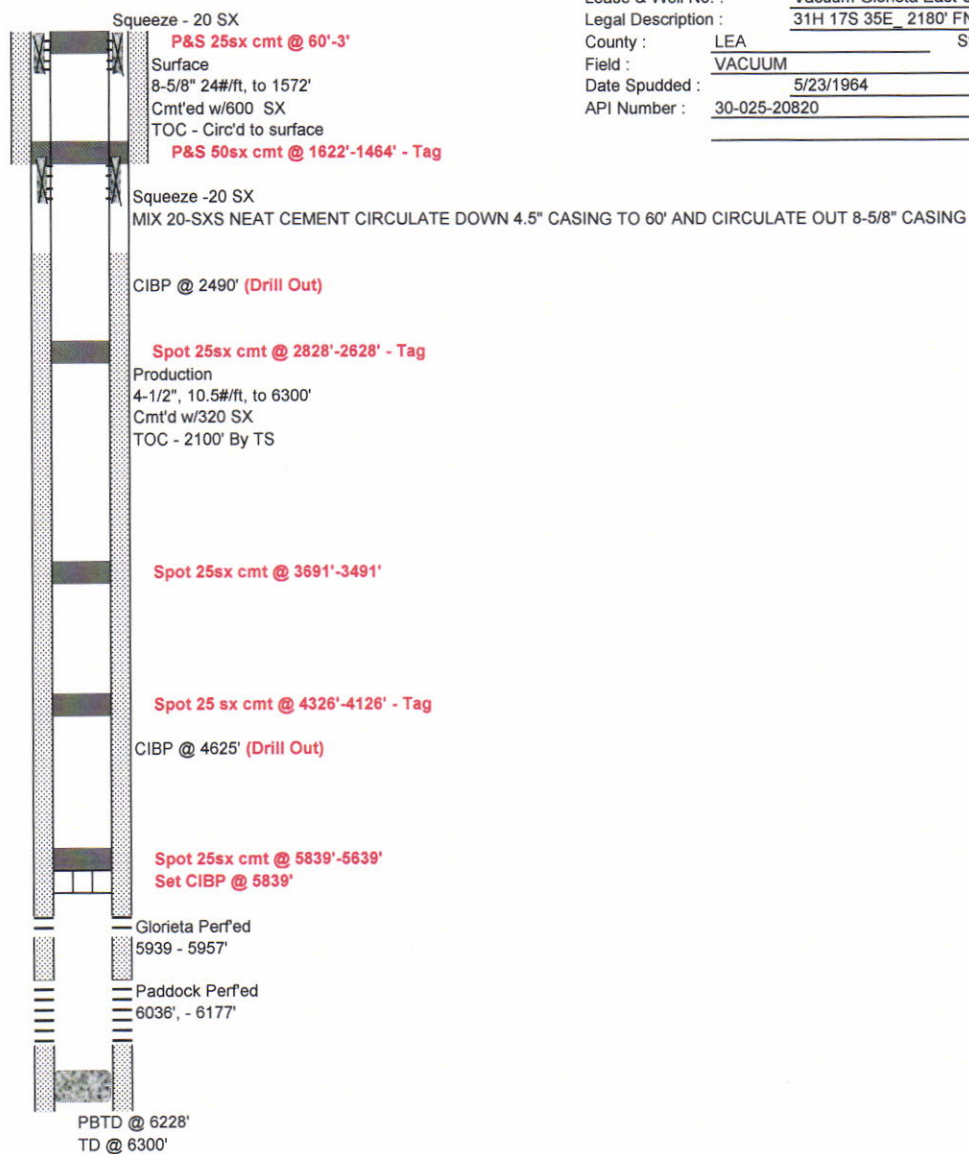 Lease & Well No. : Vacuum Glorieta East
Legal Description : 31H 17S 35E_ 2180'
County : LEA
Field : VACUUM
Date Spudded : 5/23/1964
API Number : 30-025-20820
Squeeze - 20 SX
P&S 25sx cmt @ 60'-3'
Surface
8-5/8" 24#/ft, to 1572'
Cmt'ed w/600 SX
TOC - Circ'd to surface
P&S 50sx cmt @ 1622'-1464' - Tag
Squeeze -20 SX
MIX 20-SXS NEAT CEMENT CIRCULATE DOWN 4.5" CASING TO 60' AND CIRCULATE OUT 8-5/8" CASING
CIBP @ 2490' (Drill Out)
Spot 25sx cmt @ 2828'-2628' - Tag
Production
4-1/2", 10.5#/ft, to 6300'
Cmt'd w/320 SX
TOC - 2100' By TS
Spot 25sx cmt @ 3691'-3491'
Spot 25 sx cmt @ 4326'-4126' - Tag
CIBP @ 4625' (Drill Out)
Spot 25sx cmt @ 5839'-5639'
Set CIBP @ 5839'
Glorieta Perf'ed
5939 - 5957'
Paddock Perf'ed
6036', - 6177'
PBTD @ 6228'
TD @ 6300'